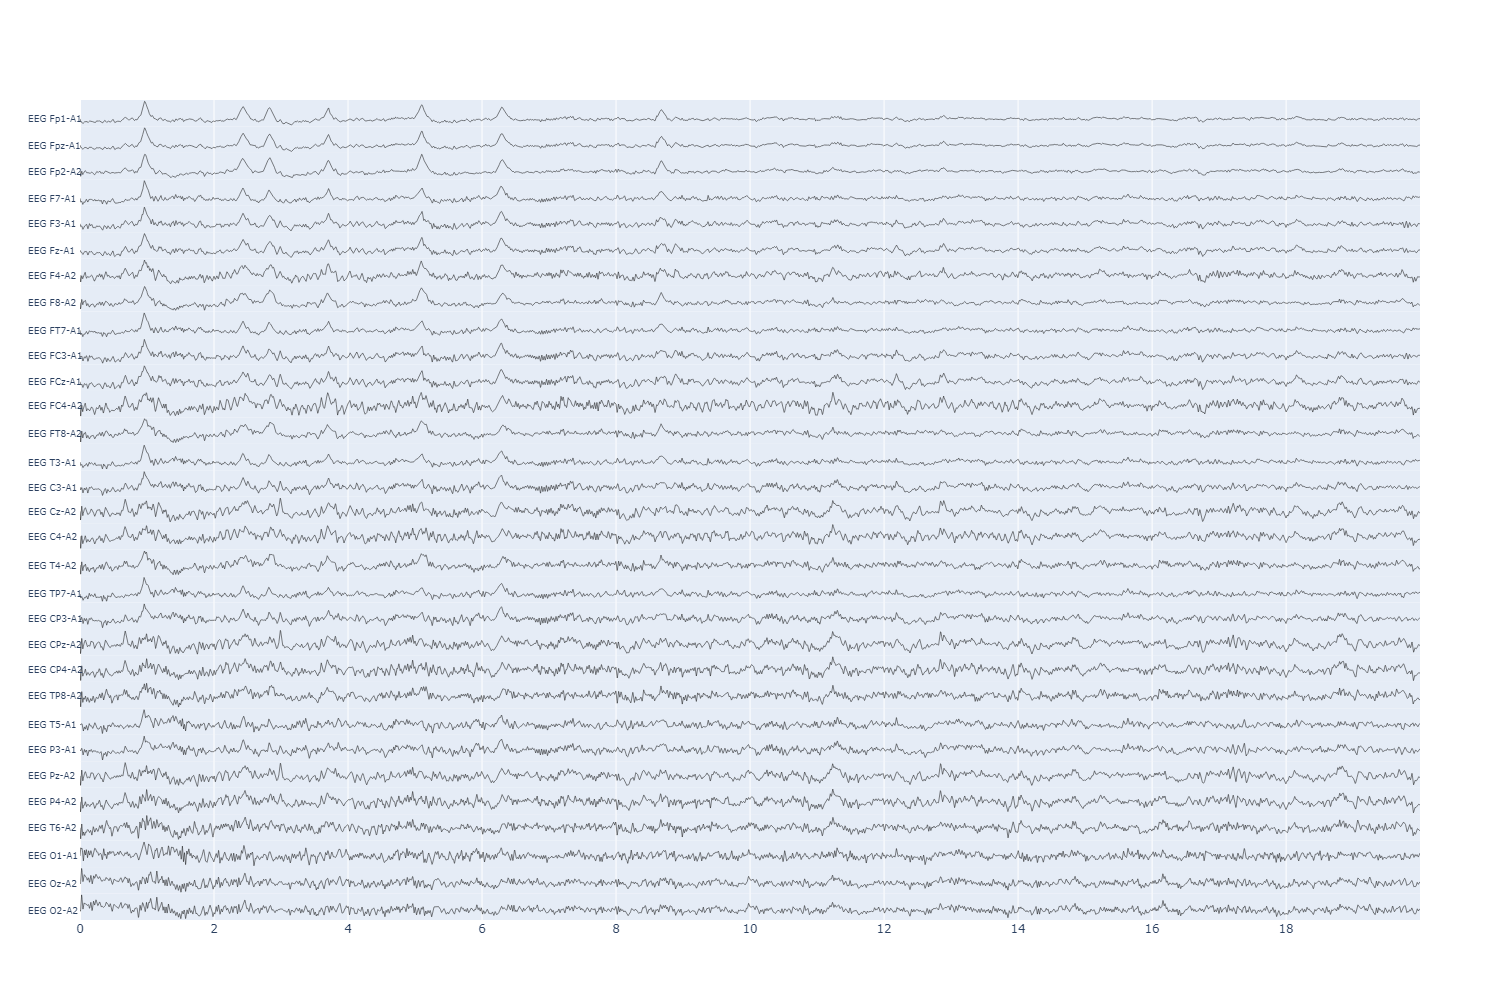 EEG Fp1-A1
EEG Fpz-A1
EEG Fp2-A2
EEG F7-A1
EEG F3-A1
EEG Fz-A1
EEG F4-A2
EEG F8-A2
EEG FT7-A1
EEG FC3-A1
EEG FCz-A1
EEG FC4-A2
EEG FT8-A2
EEG T3-A1
EEG C3-A1
EEG Cz-A2
EEG C4-A2
EEG T4-A2
EEG TP7-A1
EEG CP3-A1
EEG CPz-A2
EEG CP4-A2
EEG TP8-A2
EEG T5-A1
EEG P3-A1
EEG Pz-A2
EEG P4-A2
EEG T6-A2
EEG O1-A1
EEG Oz-A2
EEG O2-A2
0 2 4 6 8 10 12 14 16 18